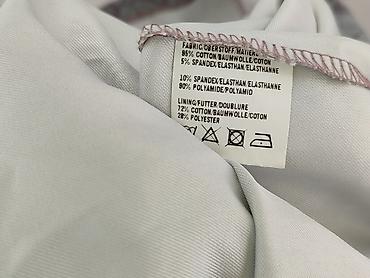 FABRIC/OBERSTOFF/MATIERE
95% COTTON/BAUMWOLLE/COTON
5% SPANDEX/ELASTHAN/ELASTHANNE
10% SPANDEX/ELASTHAN/ELASTHANNE
90% POLYAMIDE/POLYAMID
LINING/FUTTER/DOUBLURE
72% COTTON/BAUMWOLLE/COTON
28% POLYESTER